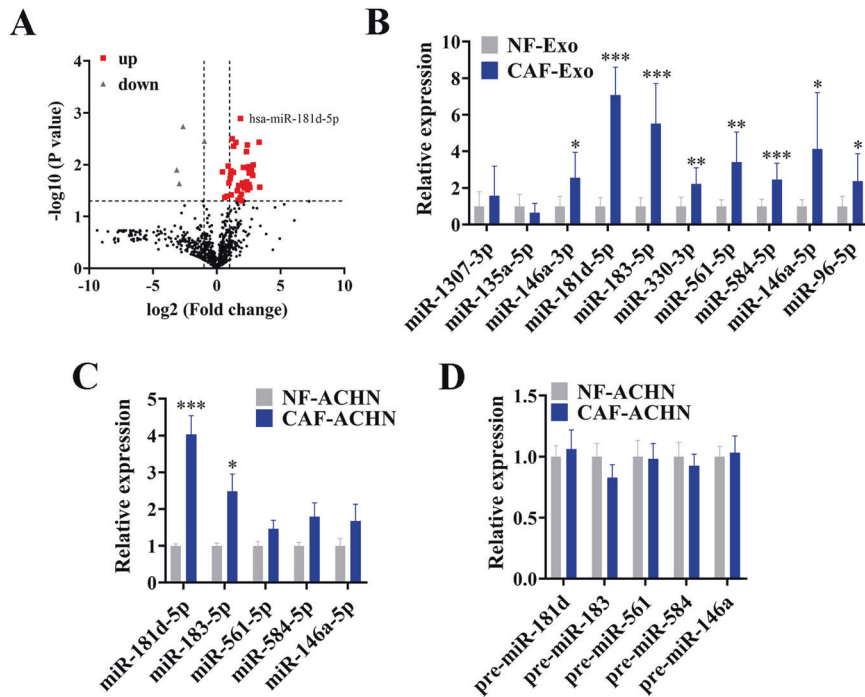 A
up
down
hsa-miR-181d-5p
-log10 (P value)
4
3
2
1
0
-10
-5
0
5
10
log2 (Fold change)
B
NF-Exo
CAF-Exo
Relative expression
10
8
6
4
2
0
*
***
***
**
**
***
*
*
miR-1307-3p
miR-135a-5p
miR-146a-3p
miR-181d-5p
miR-183-5p
miR-330-3p
miR-561-5p
miR-584-5p
miR-146a-5p
miR-96-5p
C
NF-ACHN
CAF-ACHN
Relative expression
5
4
3
2
1
0
***
*
miR-181d-5p
miR-183-5p
miR-561-5p
miR-584-5p
miR-146a-5p
D
NF-ACHN
CAF-ACHN
Relative expression
1.5
1.0
0.5
0.0
pre-miR-181d
pre-miR-183
pre-miR-561
pre-miR-584
pre-miR-146a